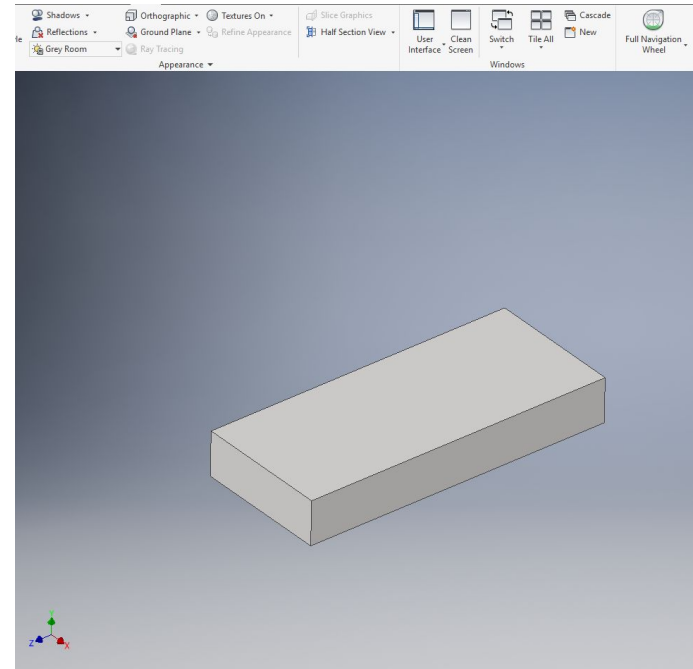 Shadows
Orthographic
Textures On
Slice Graphics
Cascade
Reflections
Ground Plane
Refine Appearance
Half Section View
User Interface
Clean Screen
Switch
Tile All
New
Full Navigation Wheel
Grey Room
Ray Tracing
Appearance
Windows
Y
Z
X